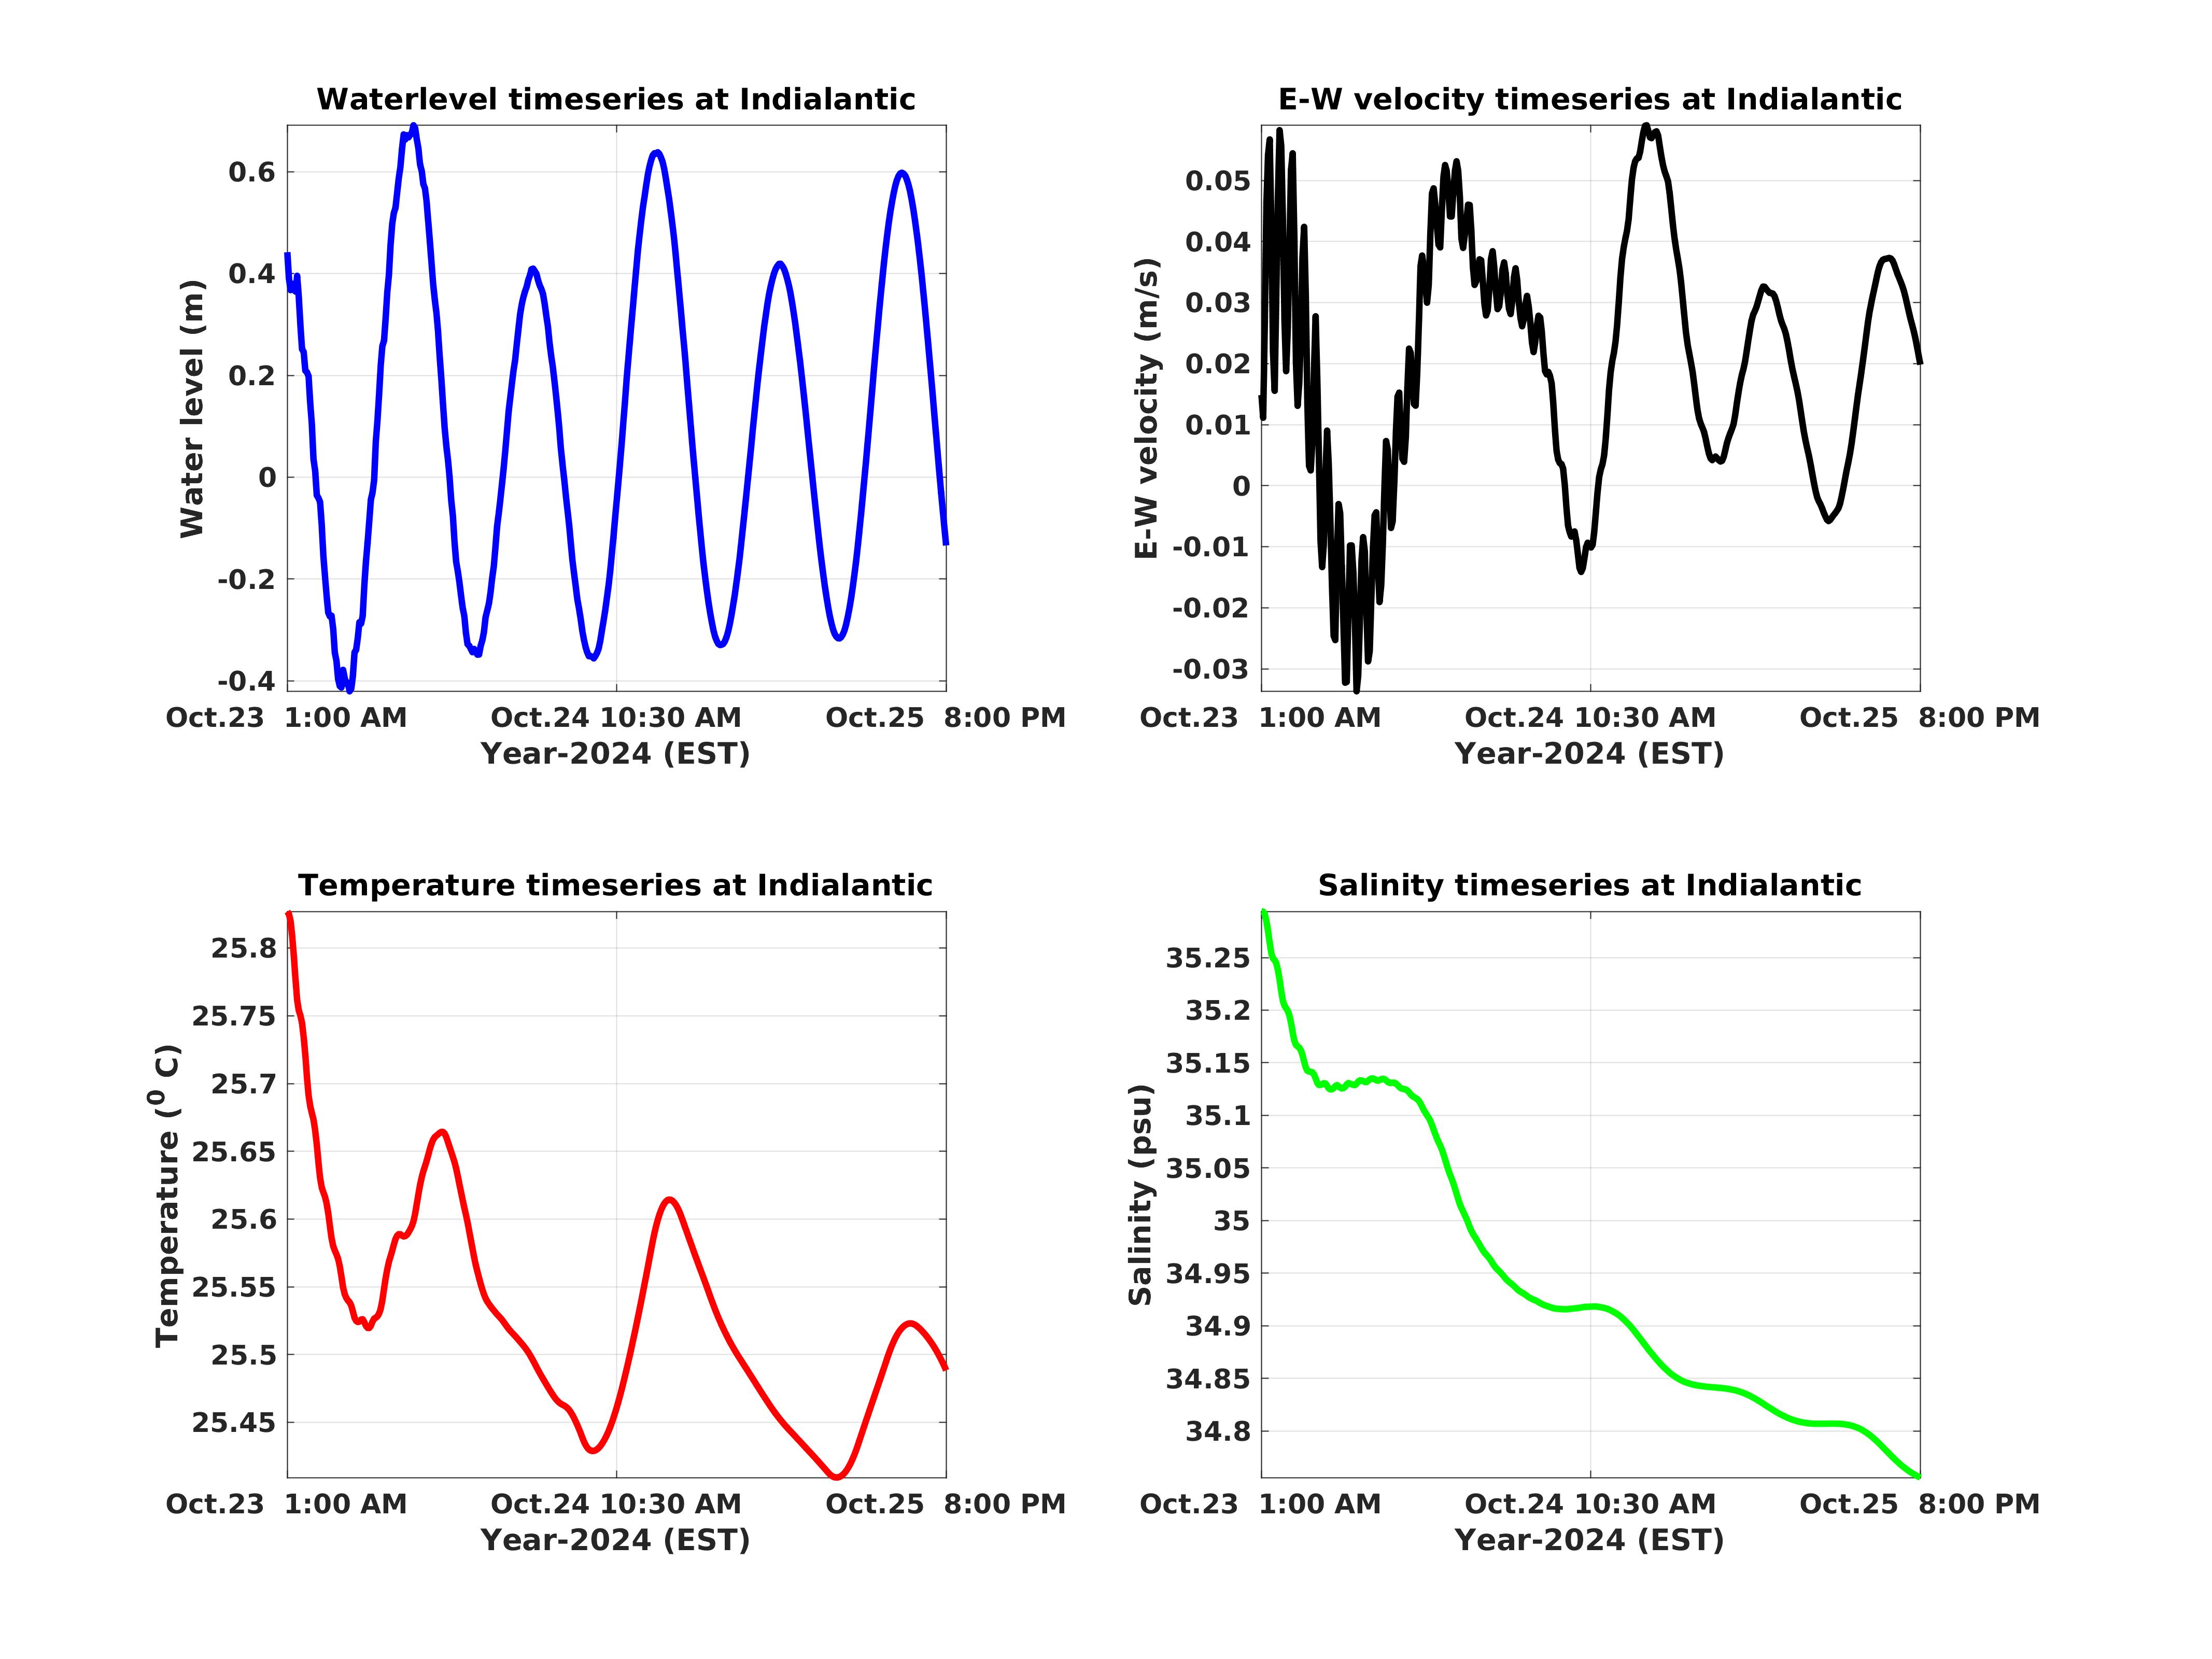 Waterlevel timeseries at Indialantic
Water level (m)
0.6
0.4
0.2
0
-0.2
-0.4
Oct.23 1:00 AM
Oct.24 10:30 AM
Oct.25 8:00 PM
Year-2024 (EST)
E-W velocity timeseries at Indialantic
E-W velocity (m/s)
0.05
0.04
0.03
0.02
0.01
0
-0.01
-0.02
-0.03
Oct.23 1:00 AM
Oct.24 10:30 AM
Oct.25 8:00 PM
Year-2024 (EST)
Temperature timeseries at Indialantic
Temperature (⁰ C)
25.8
25.75
25.7
25.65
25.6
25.55
25.5
25.45
Oct.23 1:00 AM
Oct.24 10:30 AM
Oct.25 8:00 PM
Year-2024 (EST)
Salinity timeseries at Indialantic
Salinity (psu)
35.25
35.2
35.15
35.1
35.05
35
34.95
34.9
34.85
34.8
Oct.23 1:00 AM
Oct.24 10:30 AM
Oct.25 8:00 PM
Year-2024 (EST)